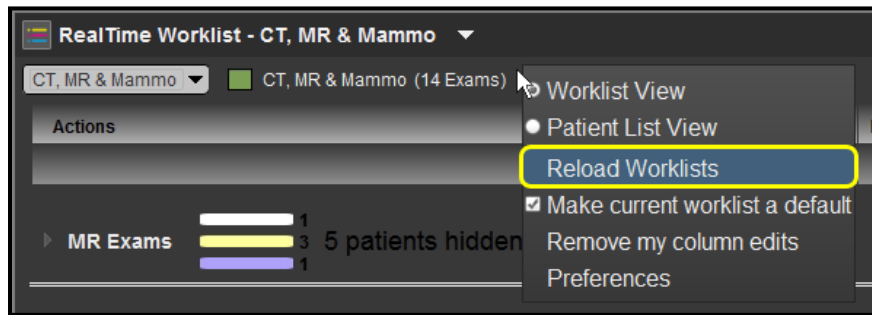 RealTime Worklist - CT, MR & Mammo
CT, MR & Mammo CT, MR & Mammo (14 Exams)
Worklist View
Actions
Patient List View
Reload Worklists
Make current worklist a default
MR Exams 1 3 1 5 patients hidden
Remove my column edits
Preferences